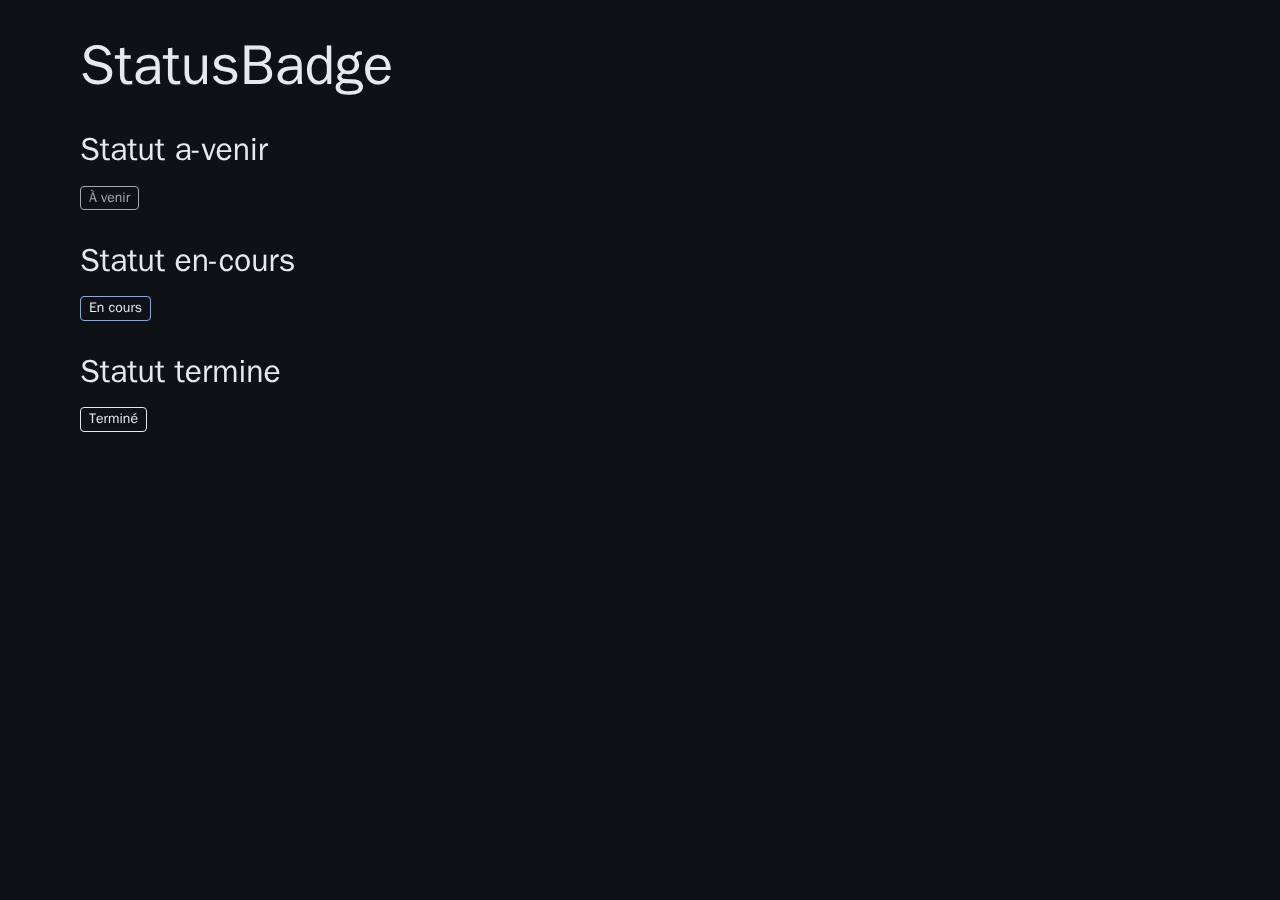 StatusBadge
Statut a-venir
À venir
Statut en-cours
En cours
Statut termine
Terminé